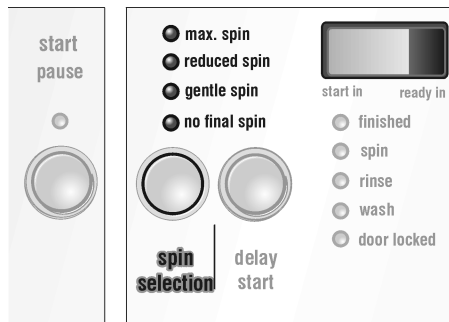 start
pause
max. spin
reduced spin
gentle spin
no final spin
spin
selection
delay
start
start in ready in
finished
spin
rinse
wash
door locked